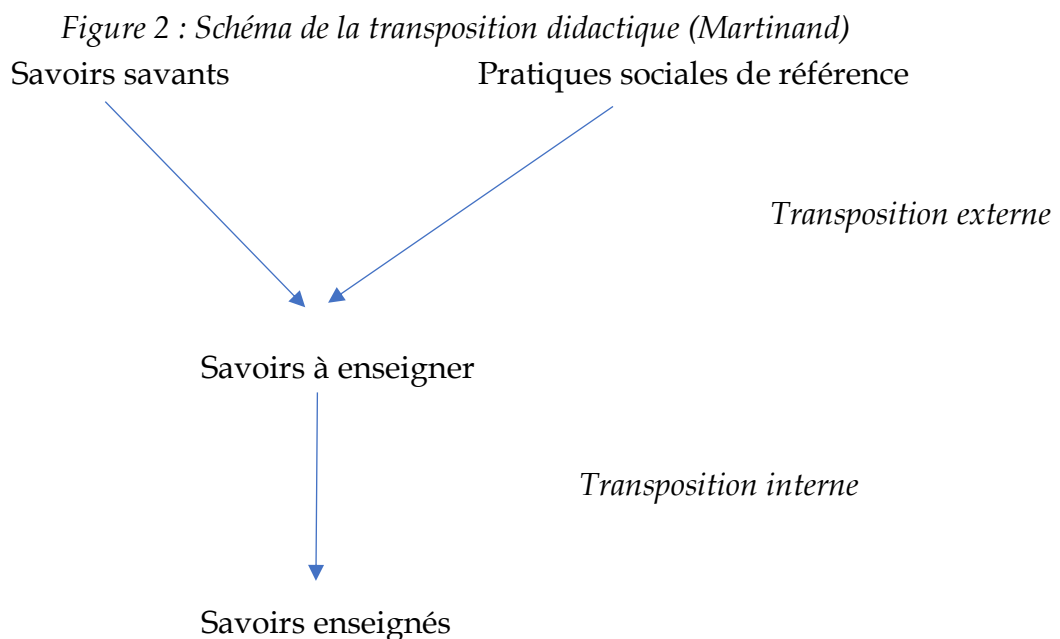 Figure 2 : Schéma de la transposition didactique (Martinand)
Savoirs savants
Pratiques sociales de référence
Transposition externe
Savoirs à enseigner
Transposition interne
Savoirs enseignés